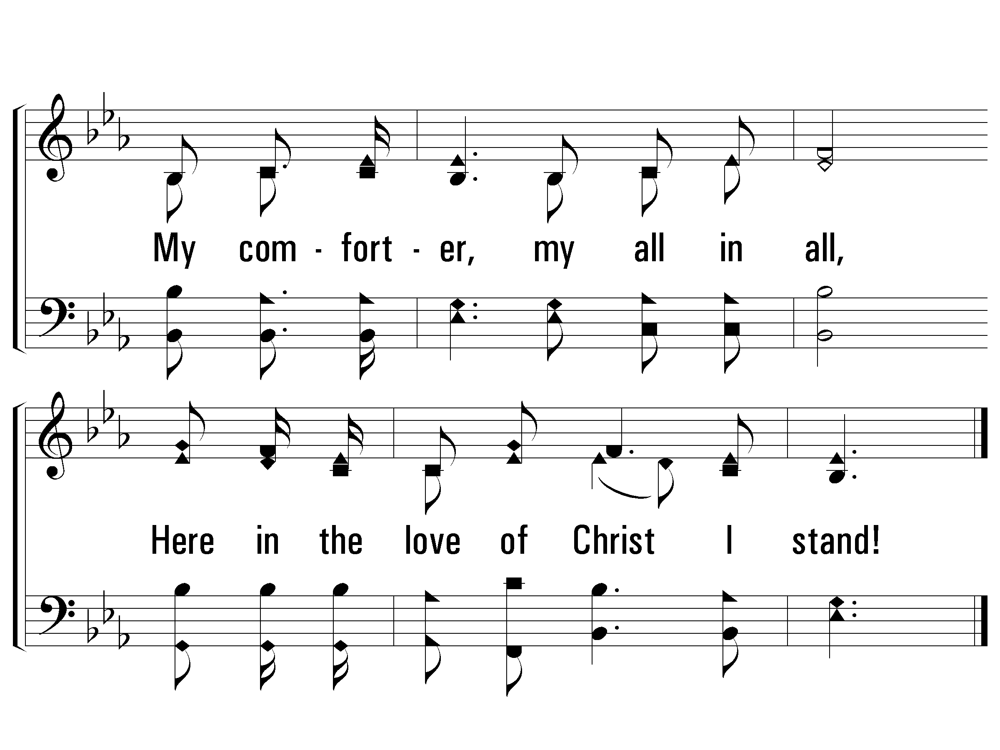 My com - fort - er, my all in all,
Here in the love of Christ I stand!